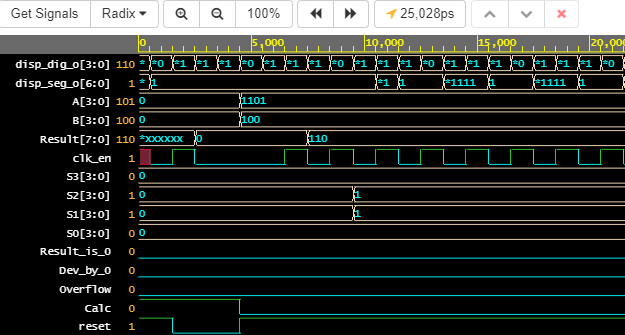 Get Signals Radix 100% 25,028ps
0 5,000 10,000 15,000 20,000
disp_dig_o[3:0] 110 * *0 *1 *1 *1 *0 *1 *1 *1 *0 *1 *1 *1 *0 *1 *1 *1 *1 *1 *1 *0
disp_seg_o[6:0] 1 * 1 *1 1 *1111 1 *1111 1
A[3:0] 101 0 1101
B[3:0] 100 0 100
Result[7:0] 110 *xxxxxx 0 110
clk_en 1
S3[3:0] 0 0
S2[3:0] 1 0 1
S1[3:0] 1 0 1
S0[3:0] 0 0
Result_is_0 0
Dev_by_0 0
Overflow 0
Calc 0
reset 1